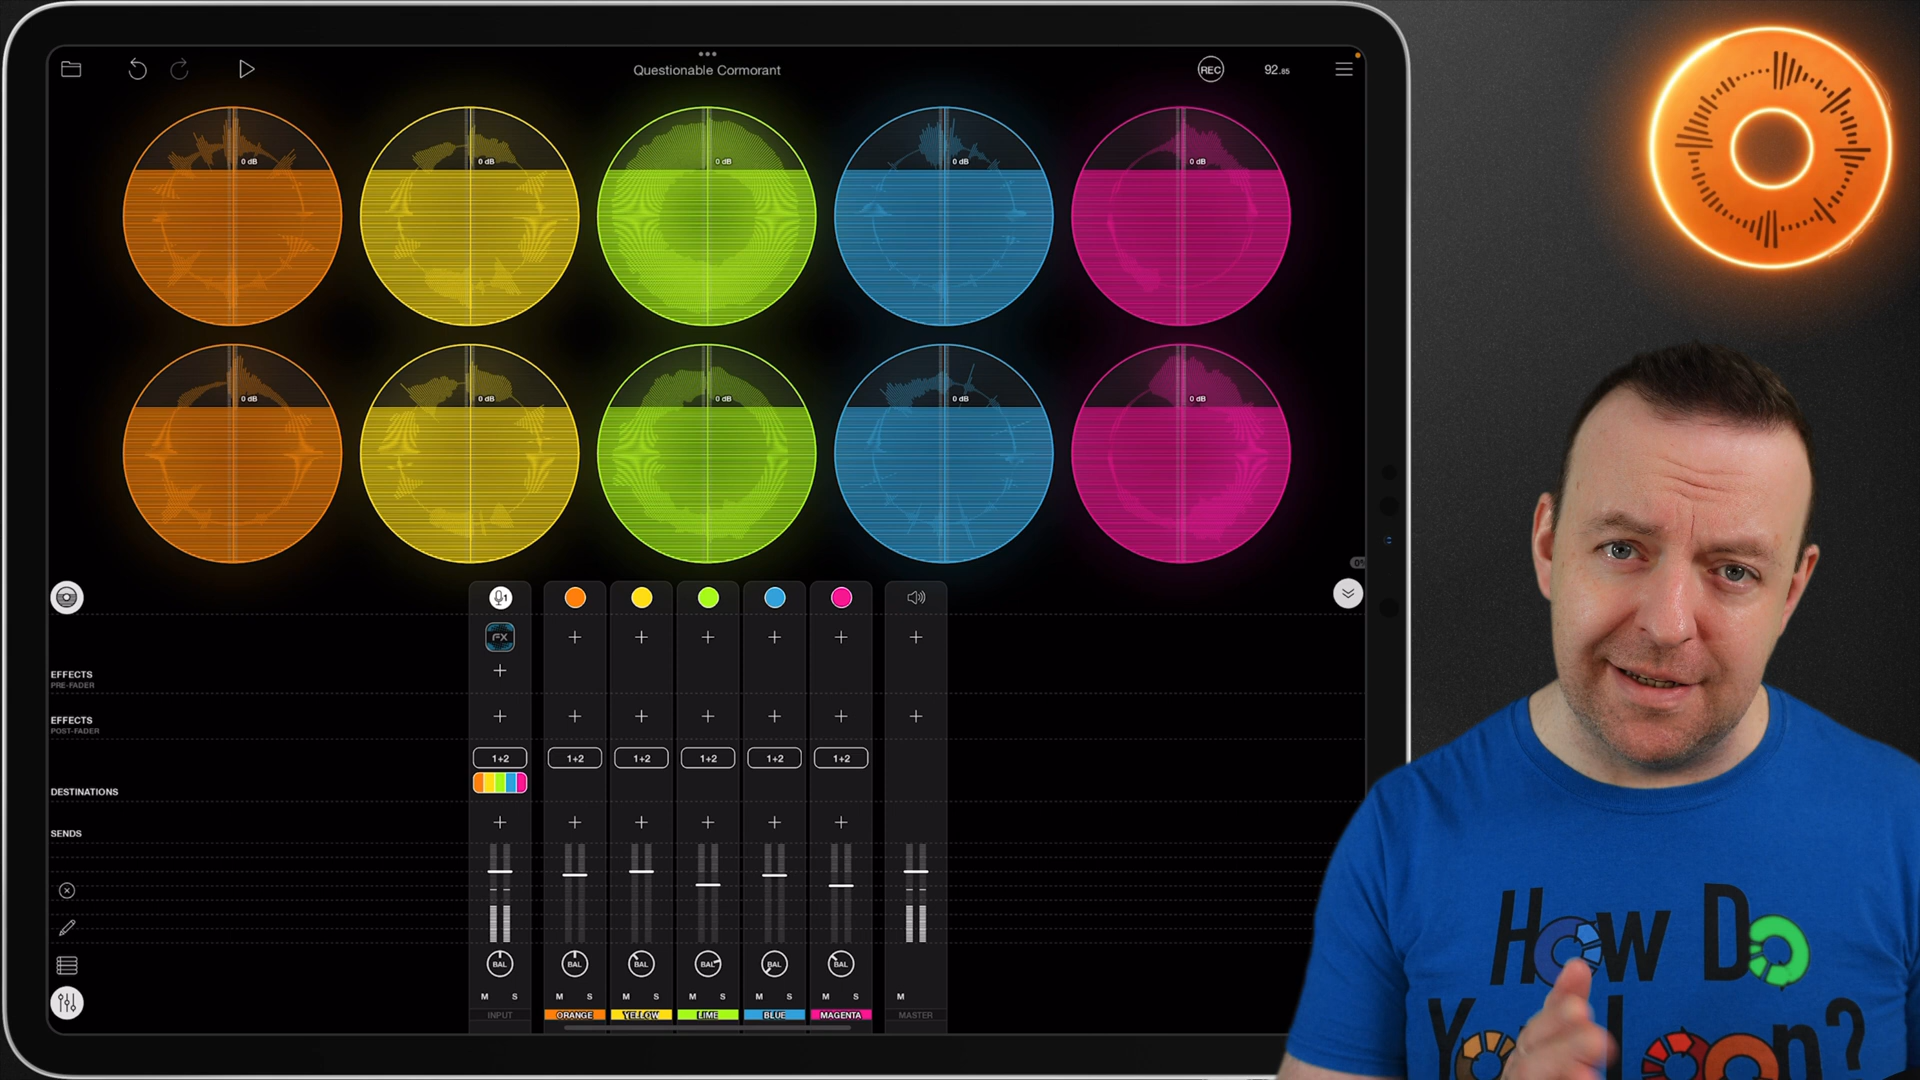 Questionable Cormorant
REC
92.85
0 dB
0 dB
0 dB
0 dB
0 dB
0 dB
0 dB
0 dB
0 dB
0 dB
1
FX
EFFECTS
PRE-FADER
EFFECTS
POST-FADER
1+2
1+2
1+2
1+2
1+2
1+2
DESTINATIONS
SENDS
BAL
BAL
BAL
BAL
BAL
BAL
M S
M S
M S
M S
M S
M S
M
INPUT
ORANGE
YELLOW
LIME
BLUE
MAGENTA
MASTER
How Do
You Loop?